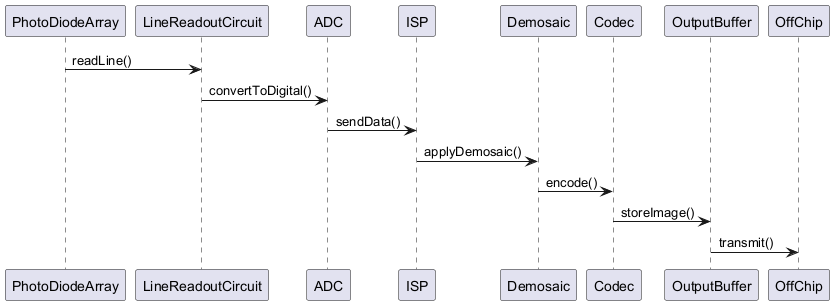 PhotoDiodeArray LineReadoutCircuit ADC ISP Demosaic Codec OutputBuffer OffChip
readLine()
convertToDigital()
sendData()
applyDemosaic()
encode()
storeImage()
transmit()
PhotoDiodeArray LineReadoutCircuit ADC ISP Demosaic Codec OutputBuffer OffChip